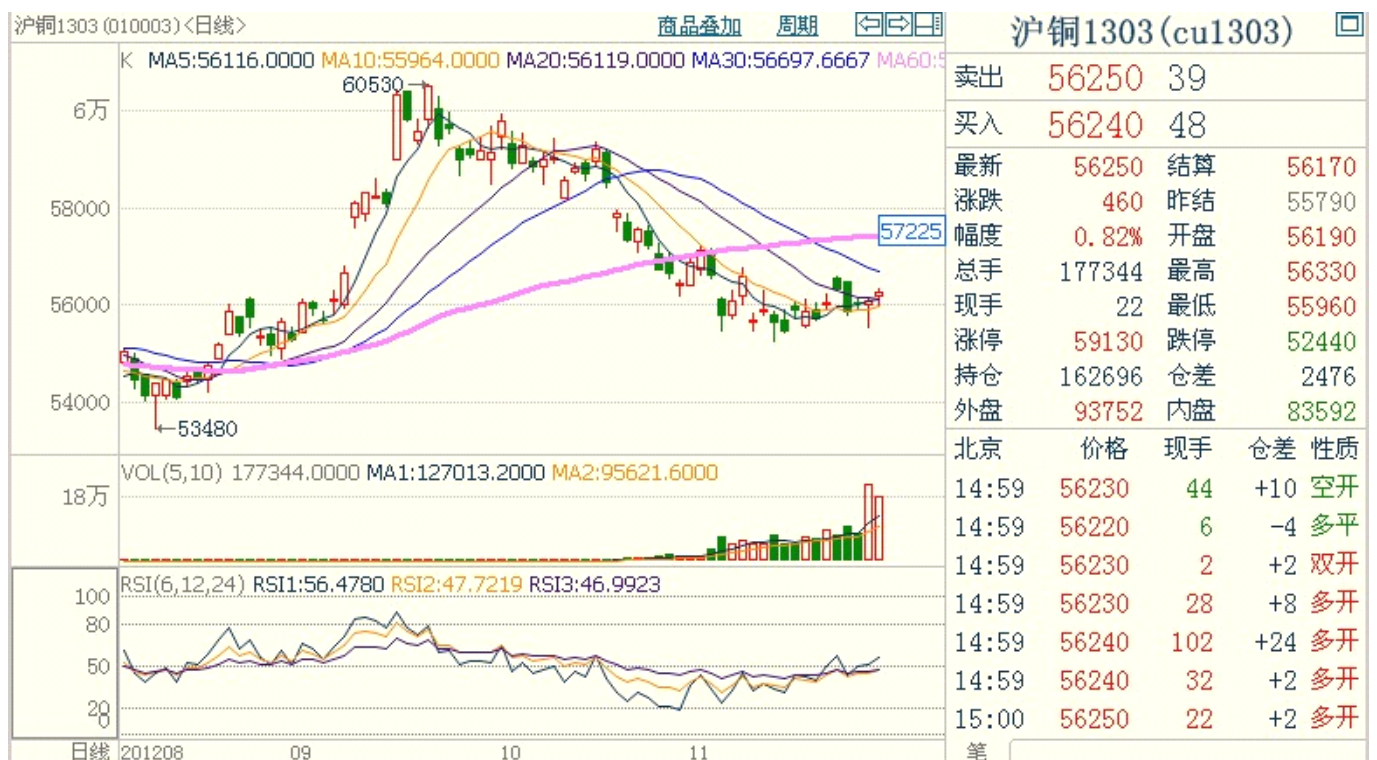 沪铜1303(010003)<日线>
商品叠加 周期
K MA5:56116.0000 MA10:55964.0000 MA20:56119.0000 MA30:56697.6667 MA60:5
60530
6万
58000
57225
56000
54000
53480
VOL(5,10) 177344.0000 MA1:127013.2000 MA2:95621.6000
18万
RSI(6,12,24) RSI1:56.4780 RSI2:47.7219 RSI3:46.9923
100
80
50
20
0
日线 201208 09 10 11
沪铜1303(cu1303)
卖出 56250 39
买入 56240 48
最新 56250 结算 56170
涨跌 460 昨结 55790
幅度 0.82% 开盘 56190
总手 177344 最高 56330
现手 22 最低 55960
涨停 59130 跌停 52440
持仓 162696 仓差 2476
外盘 93752 内盘 83592
北京 价格 现手 仓差 性质
14:59 56230 44 +10 空开
14:59 56220 6 -4 多平
14:59 56230 2 +2 双开
14:59 56230 28 +8 多开
14:59 56240 102 +24 多开
14:59 56240 32 +2 多开
15:00 56250 22 +2 多开
笔